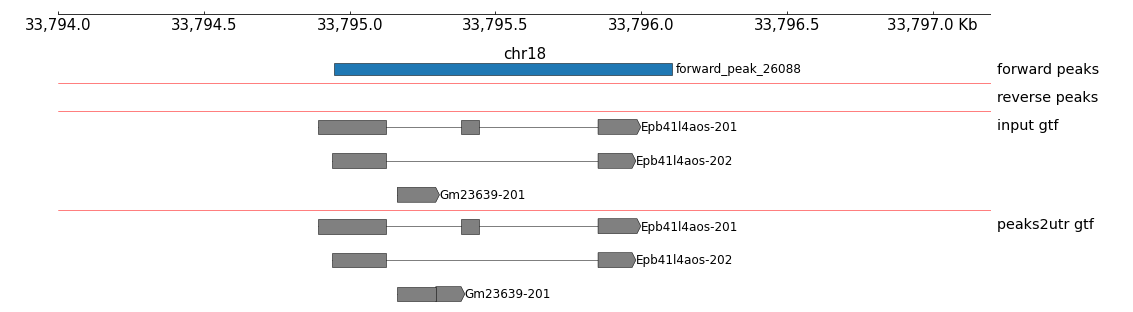 33,794.0 33,794.5 33,795.0 33,795.5 33,796.0 33,796.5 33,797.0 Kb
chr18
forward_peak_26088 forward peaks
reverse peaks
Epb41l4aos-201 input gtf
Epb41l4aos-202
Gm23639-201
Epb41l4aos-201 peaks2utr gtf
Epb41l4aos-202
Gm23639-201